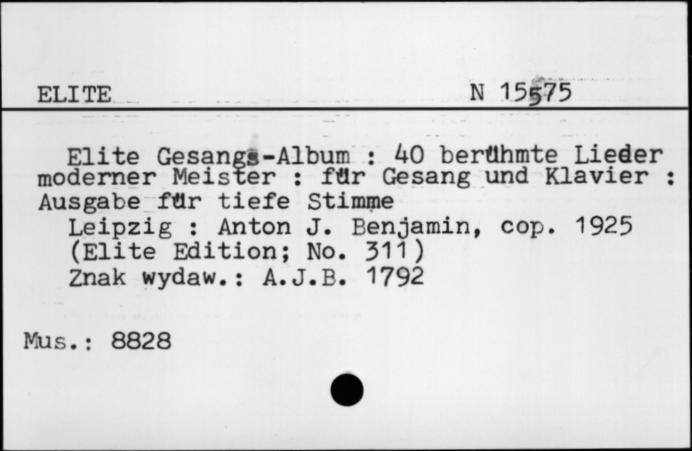 ELITE N 15575
Elite Gesangs-Album : 40 berühmte Lieder
moderner Meister : für Gesang und Klavier :
Ausgabe für tiefe Stimme
Leipzig : Anton J. Benjamin, cop. 1925
(Elite Edition; No. 311)
Znak wydaw.: A.J.B. 1792
Mus.: 8828